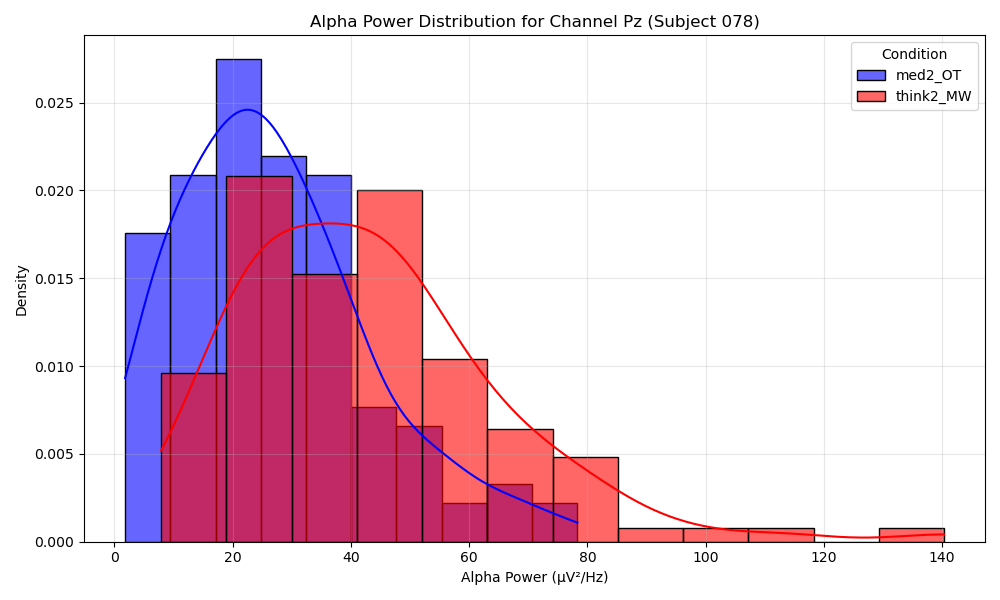 Alpha Power Distribution for Channel Pz (Subject 078)
Condition
med2_OT
think2_MW
Density
0.025
0.020
0.015
0.010
0.005
0.000
0 20 40 60 80 100 120 140
Alpha Power (μV²/Hz)